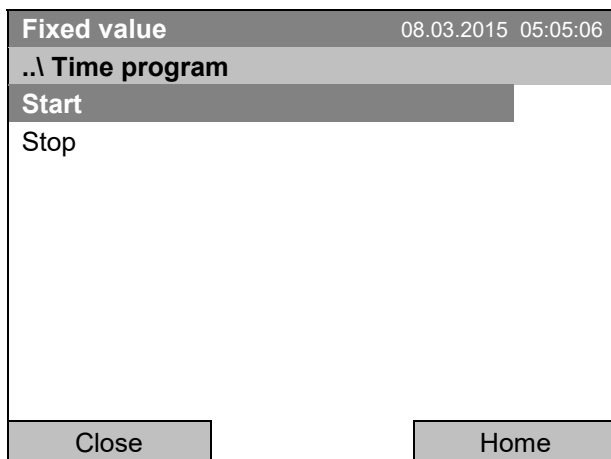 Fixed value 08.03.2015 05:05:06
..\ Time program
Start
Stop
Close Home